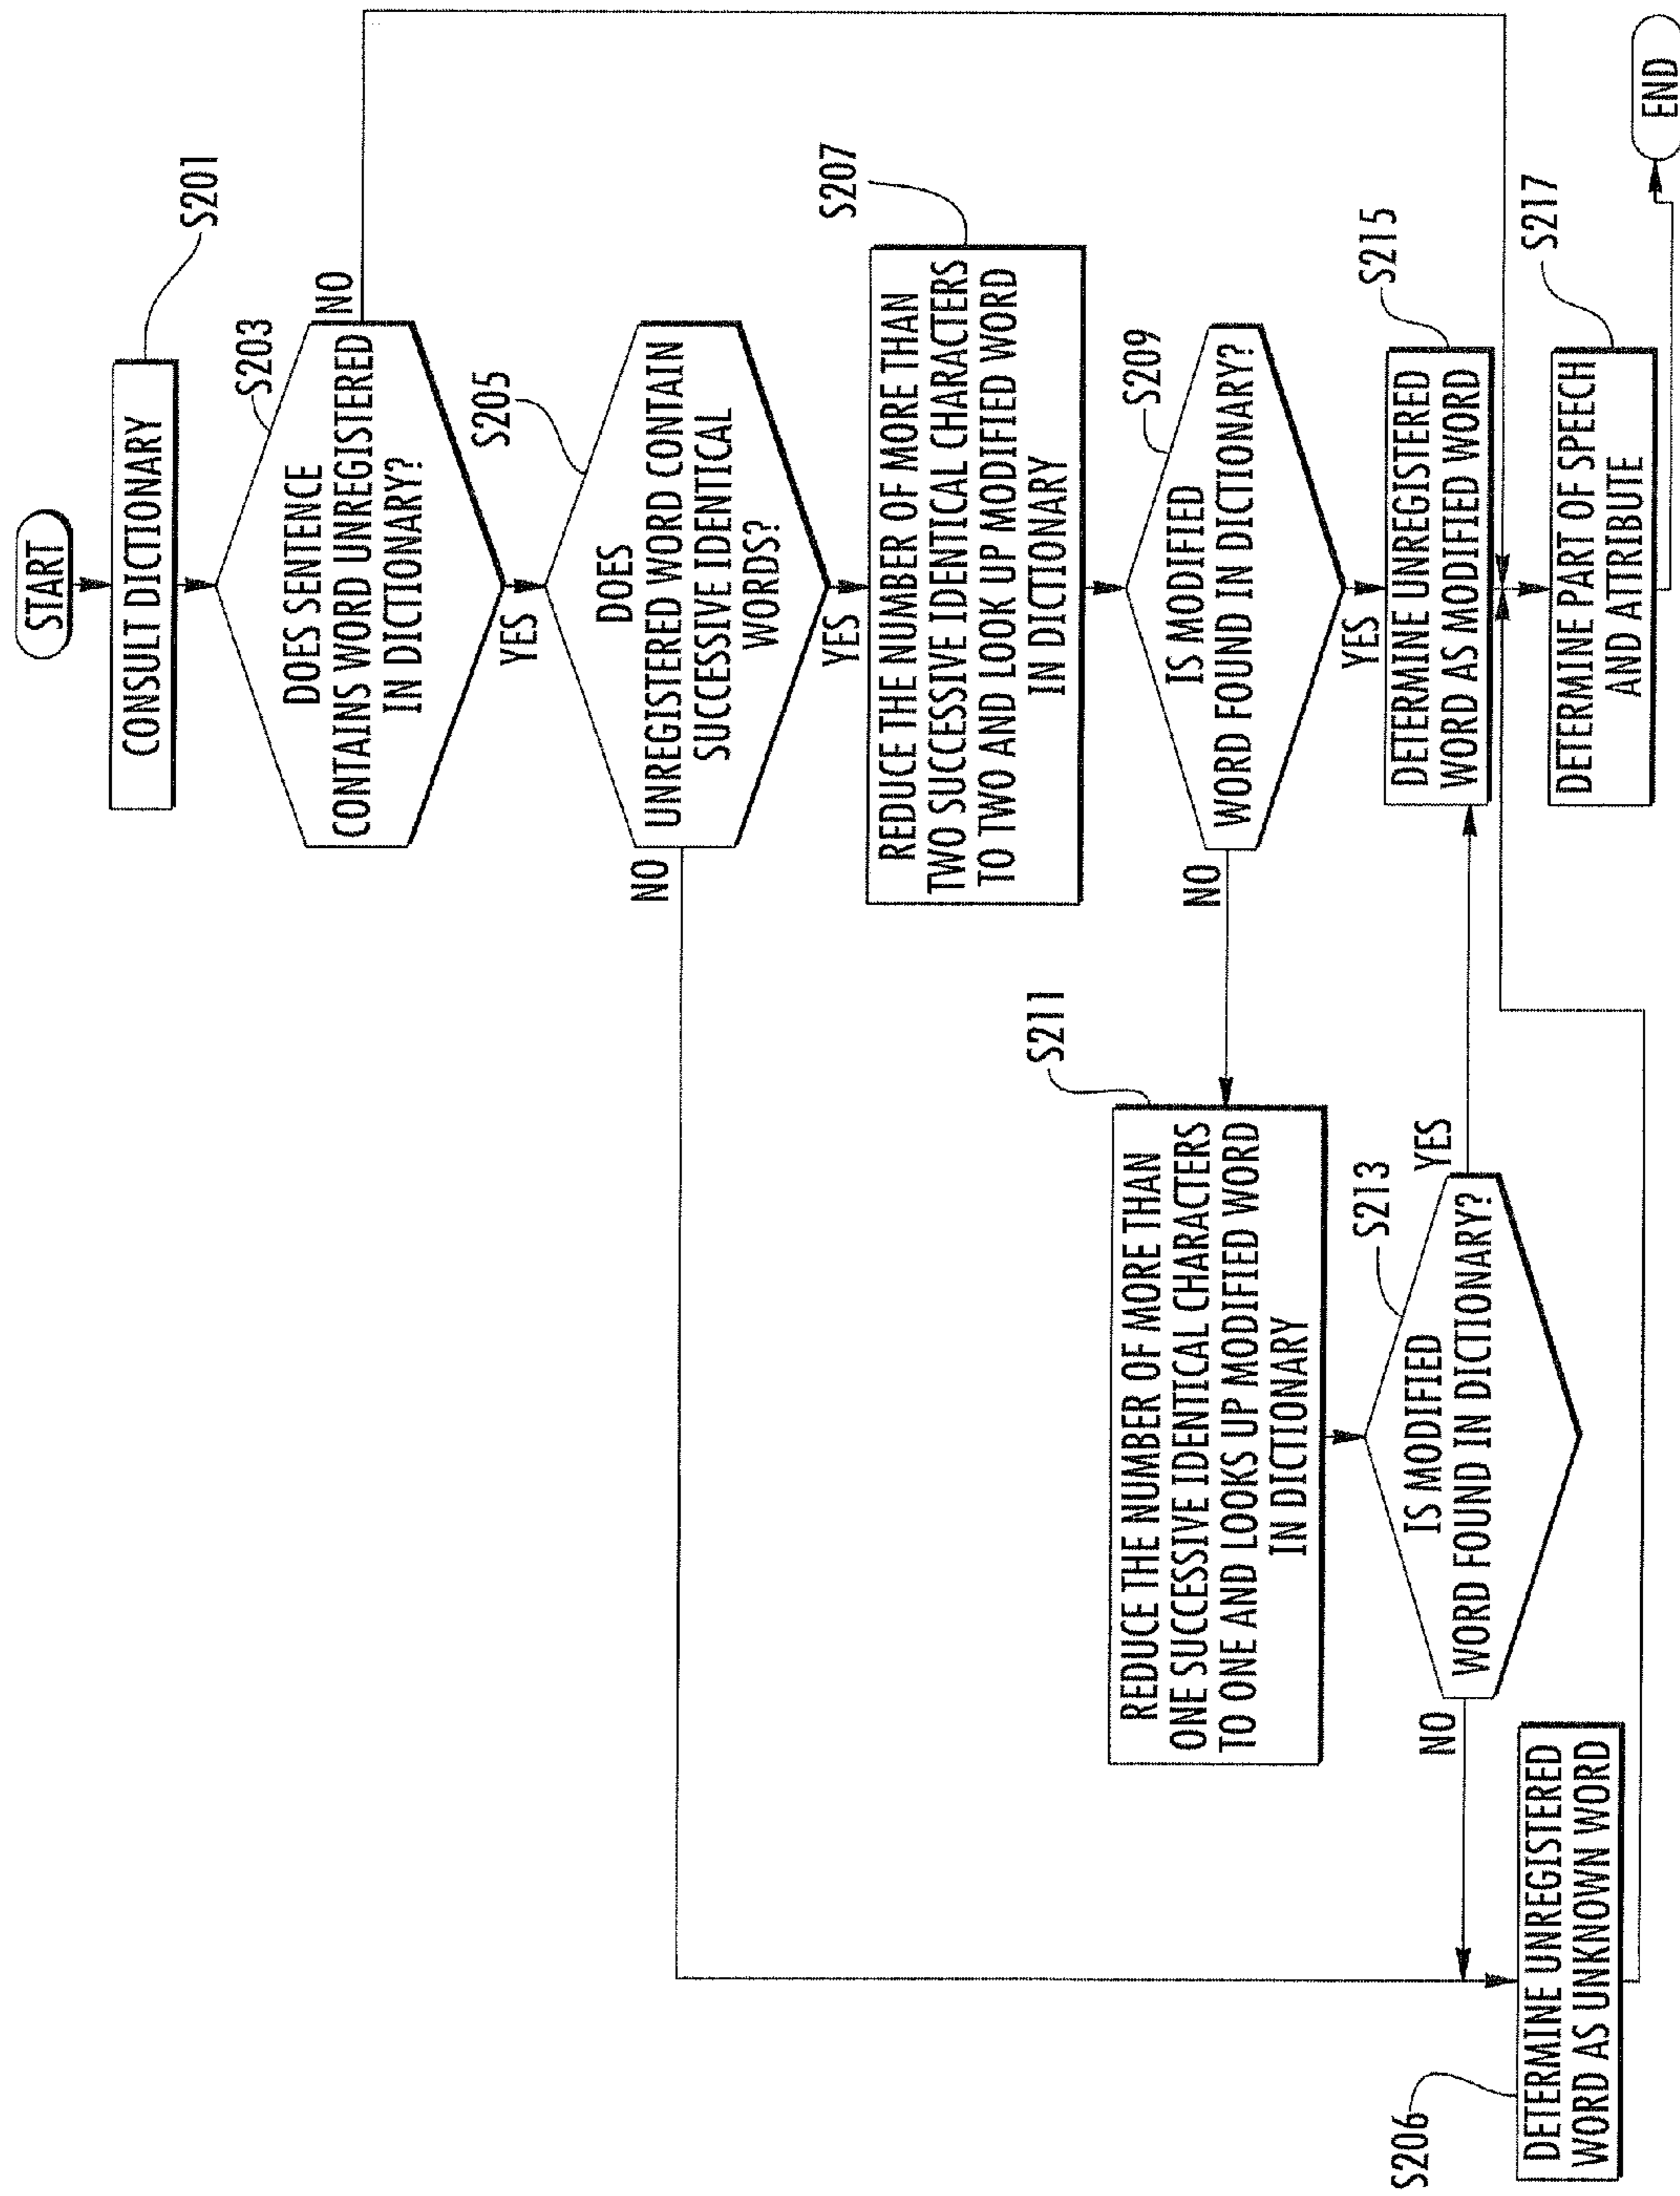 START
CONSULT DICTIONARY
S201
DOES SENTENCE
CONTAINS WORD UNREGISTERED
IN DICTIONARY?
S203
NO
YES
DOES
UNREGISTERED WORD CONTAIN
SUCCESSIVE IDENTICAL
WORDS?
S205
NO
YES
REDUCE THE NUMBER OF MORE THAN
TWO SUCCESSIVE IDENTICAL CHARACTERS
TO TWO AND LOOK UP MODIFIED WORD
IN DICTIONARY
S207
IS MODIFIED
WORD FOUND IN DICTIONARY?
S209
NO
YES
REDUCE THE NUMBER OF MORE THAN
ONE SUCCESSIVE IDENTICAL CHARACTERS
TO ONE AND LOOKS UP MODIFIED WORD
IN DICTIONARY
S211
IS MODIFIED
WORD FOUND IN DICTIONARY?
S213
NO
YES
DETERMINE UNREGISTERED
WORD AS MODIFIED WORD
S215
S206
DETERMINE UNREGISTERED
WORD AS UNKNOWN WORD
DETERMINE PART OF SPEECH
AND ATTRIBUTE
S217
END